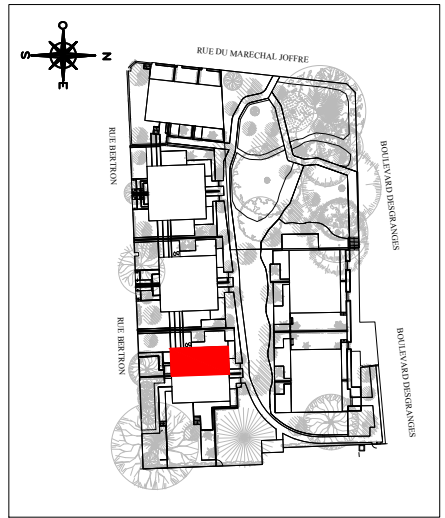 O
S
N
E
RUE DU MARECHAL JOFFRE
RUE BERTRON
BOULEVARD DESGRANGES
RUE BERTRON
BOULEVARD DESGRANGES